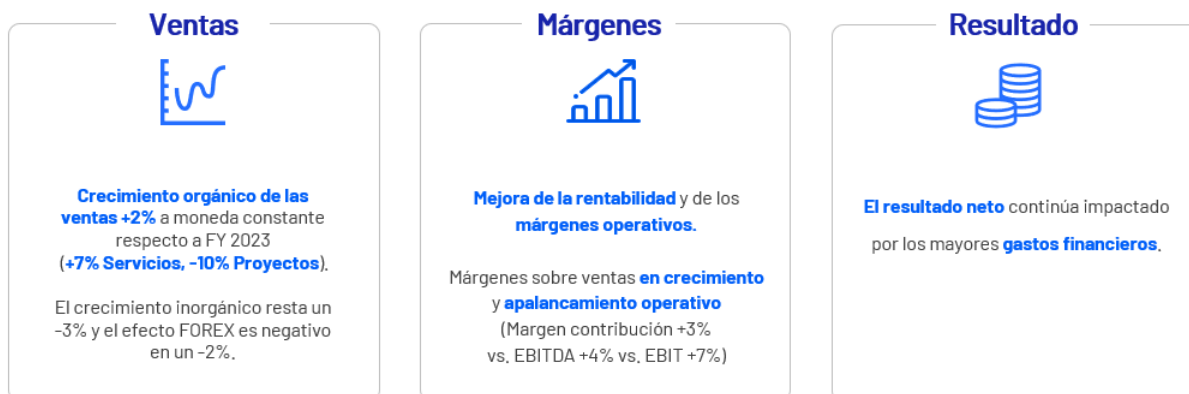 Ventas
Crecimiento orgánico de las
ventas +2% a moneda constante
respecto a FY 2023
(+7% Servicios, -10% Proyectos).
El crecimiento inorgánico resta un
-3% y el efecto FOREX es negativo
en un -2%.
Márgenes
Mejora de la rentabilidad y de los
márgenes operativos.
Márgenes sobre ventas en crecimiento
y apalancamiento operativo
(Margen contribución +3%
vs. EBITDA +4% vs. EBIT +7%)
Resultado
El resultado neto continúa impactado
por los mayores gastos financieros.